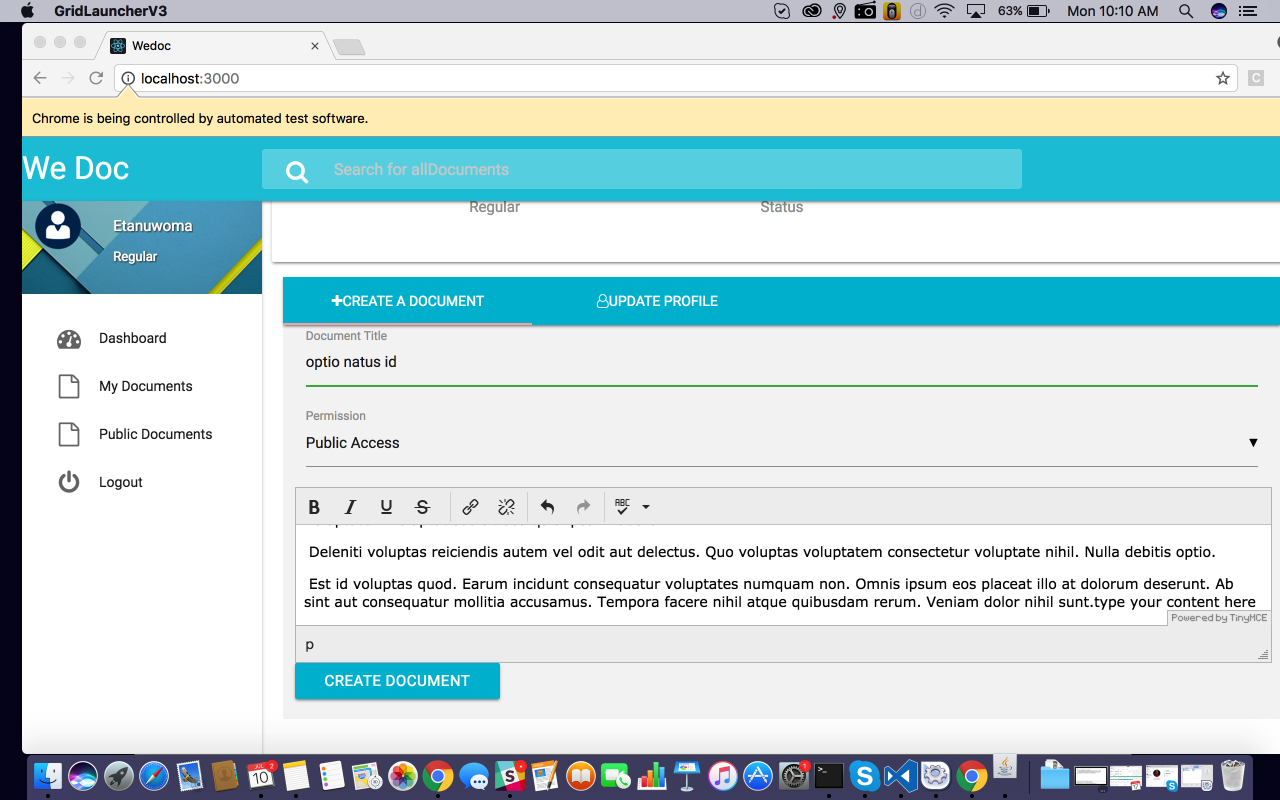 GridLauncherV3
63%
Mon 10:10 AM
Wedoc
localhost:3000
C
Chrome is being controlled by automated test software.
We Doc
Search for allDocuments
Etanuwoma
Regular
Regular
Status
CREATE A DOCUMENT
UPDATE PROFILE
Dashboard
My Documents
Public Documents
Logout
Document Title
optio natus id
Permission
Public Access
B I U S ABC
Deleniti voluptas reiciendis autem vel odit aut delectus. Quo voluptas voluptatem consectetur voluptate nihil. Nulla debitis optio.
Est id voluptas quod. Earum incidunt consequatur voluptates numquam non. Omnis ipsum eos placeat illo at dolorum deserunt. Ab
sint aut consequatur mollitia accusamus. Tempora facere nihil atque quibusdam rerum. Veniam dolor nihil sunt.type your content here
Powered by TinyMCE
p
CREATE DOCUMENT
JUL 2
10
1